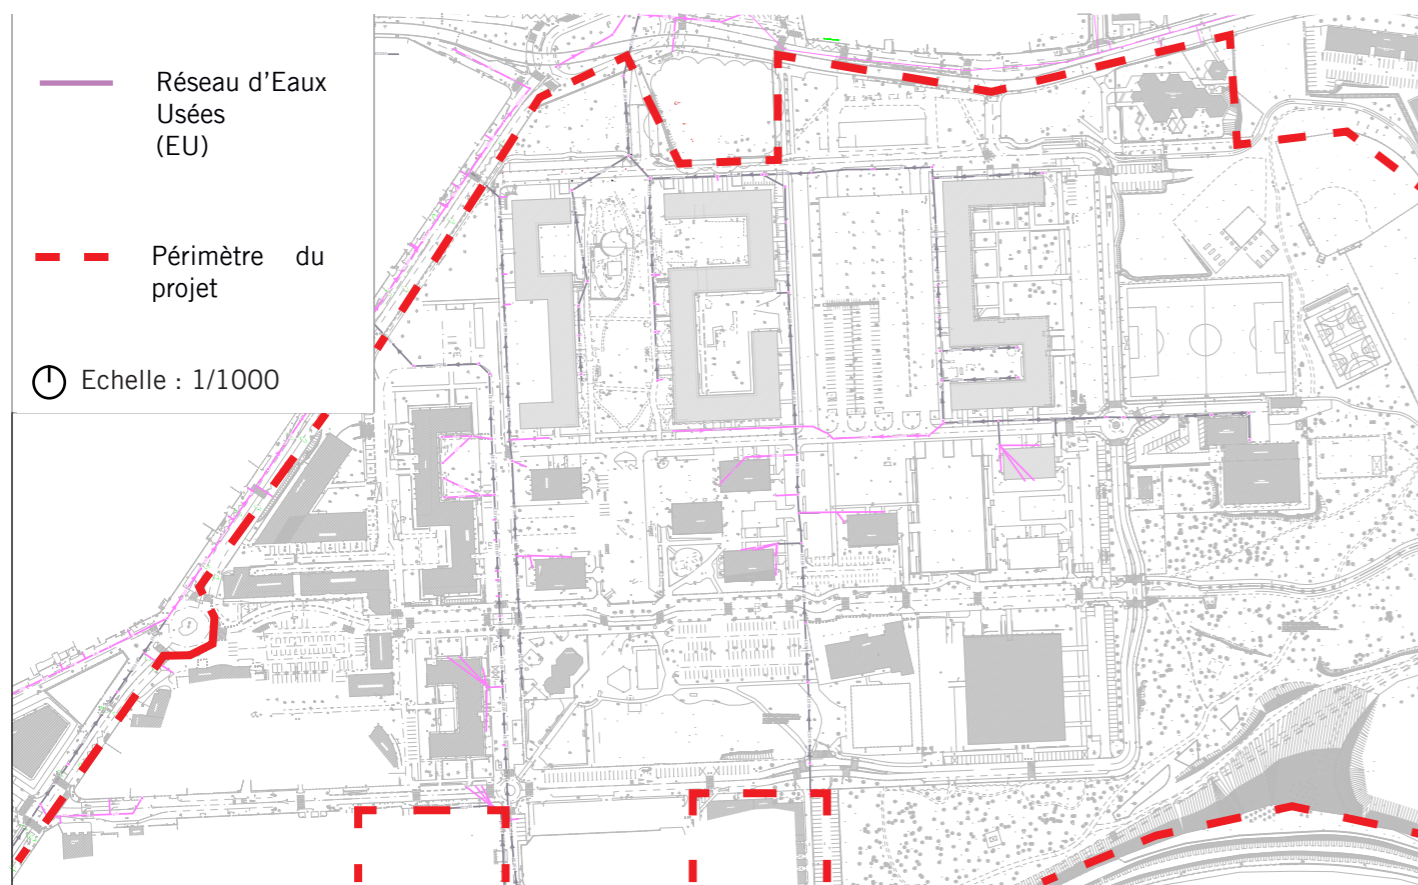 Réseau d'Eaux
Usées
(EU)
Périmètre du
projet
Echelle : 1/1000